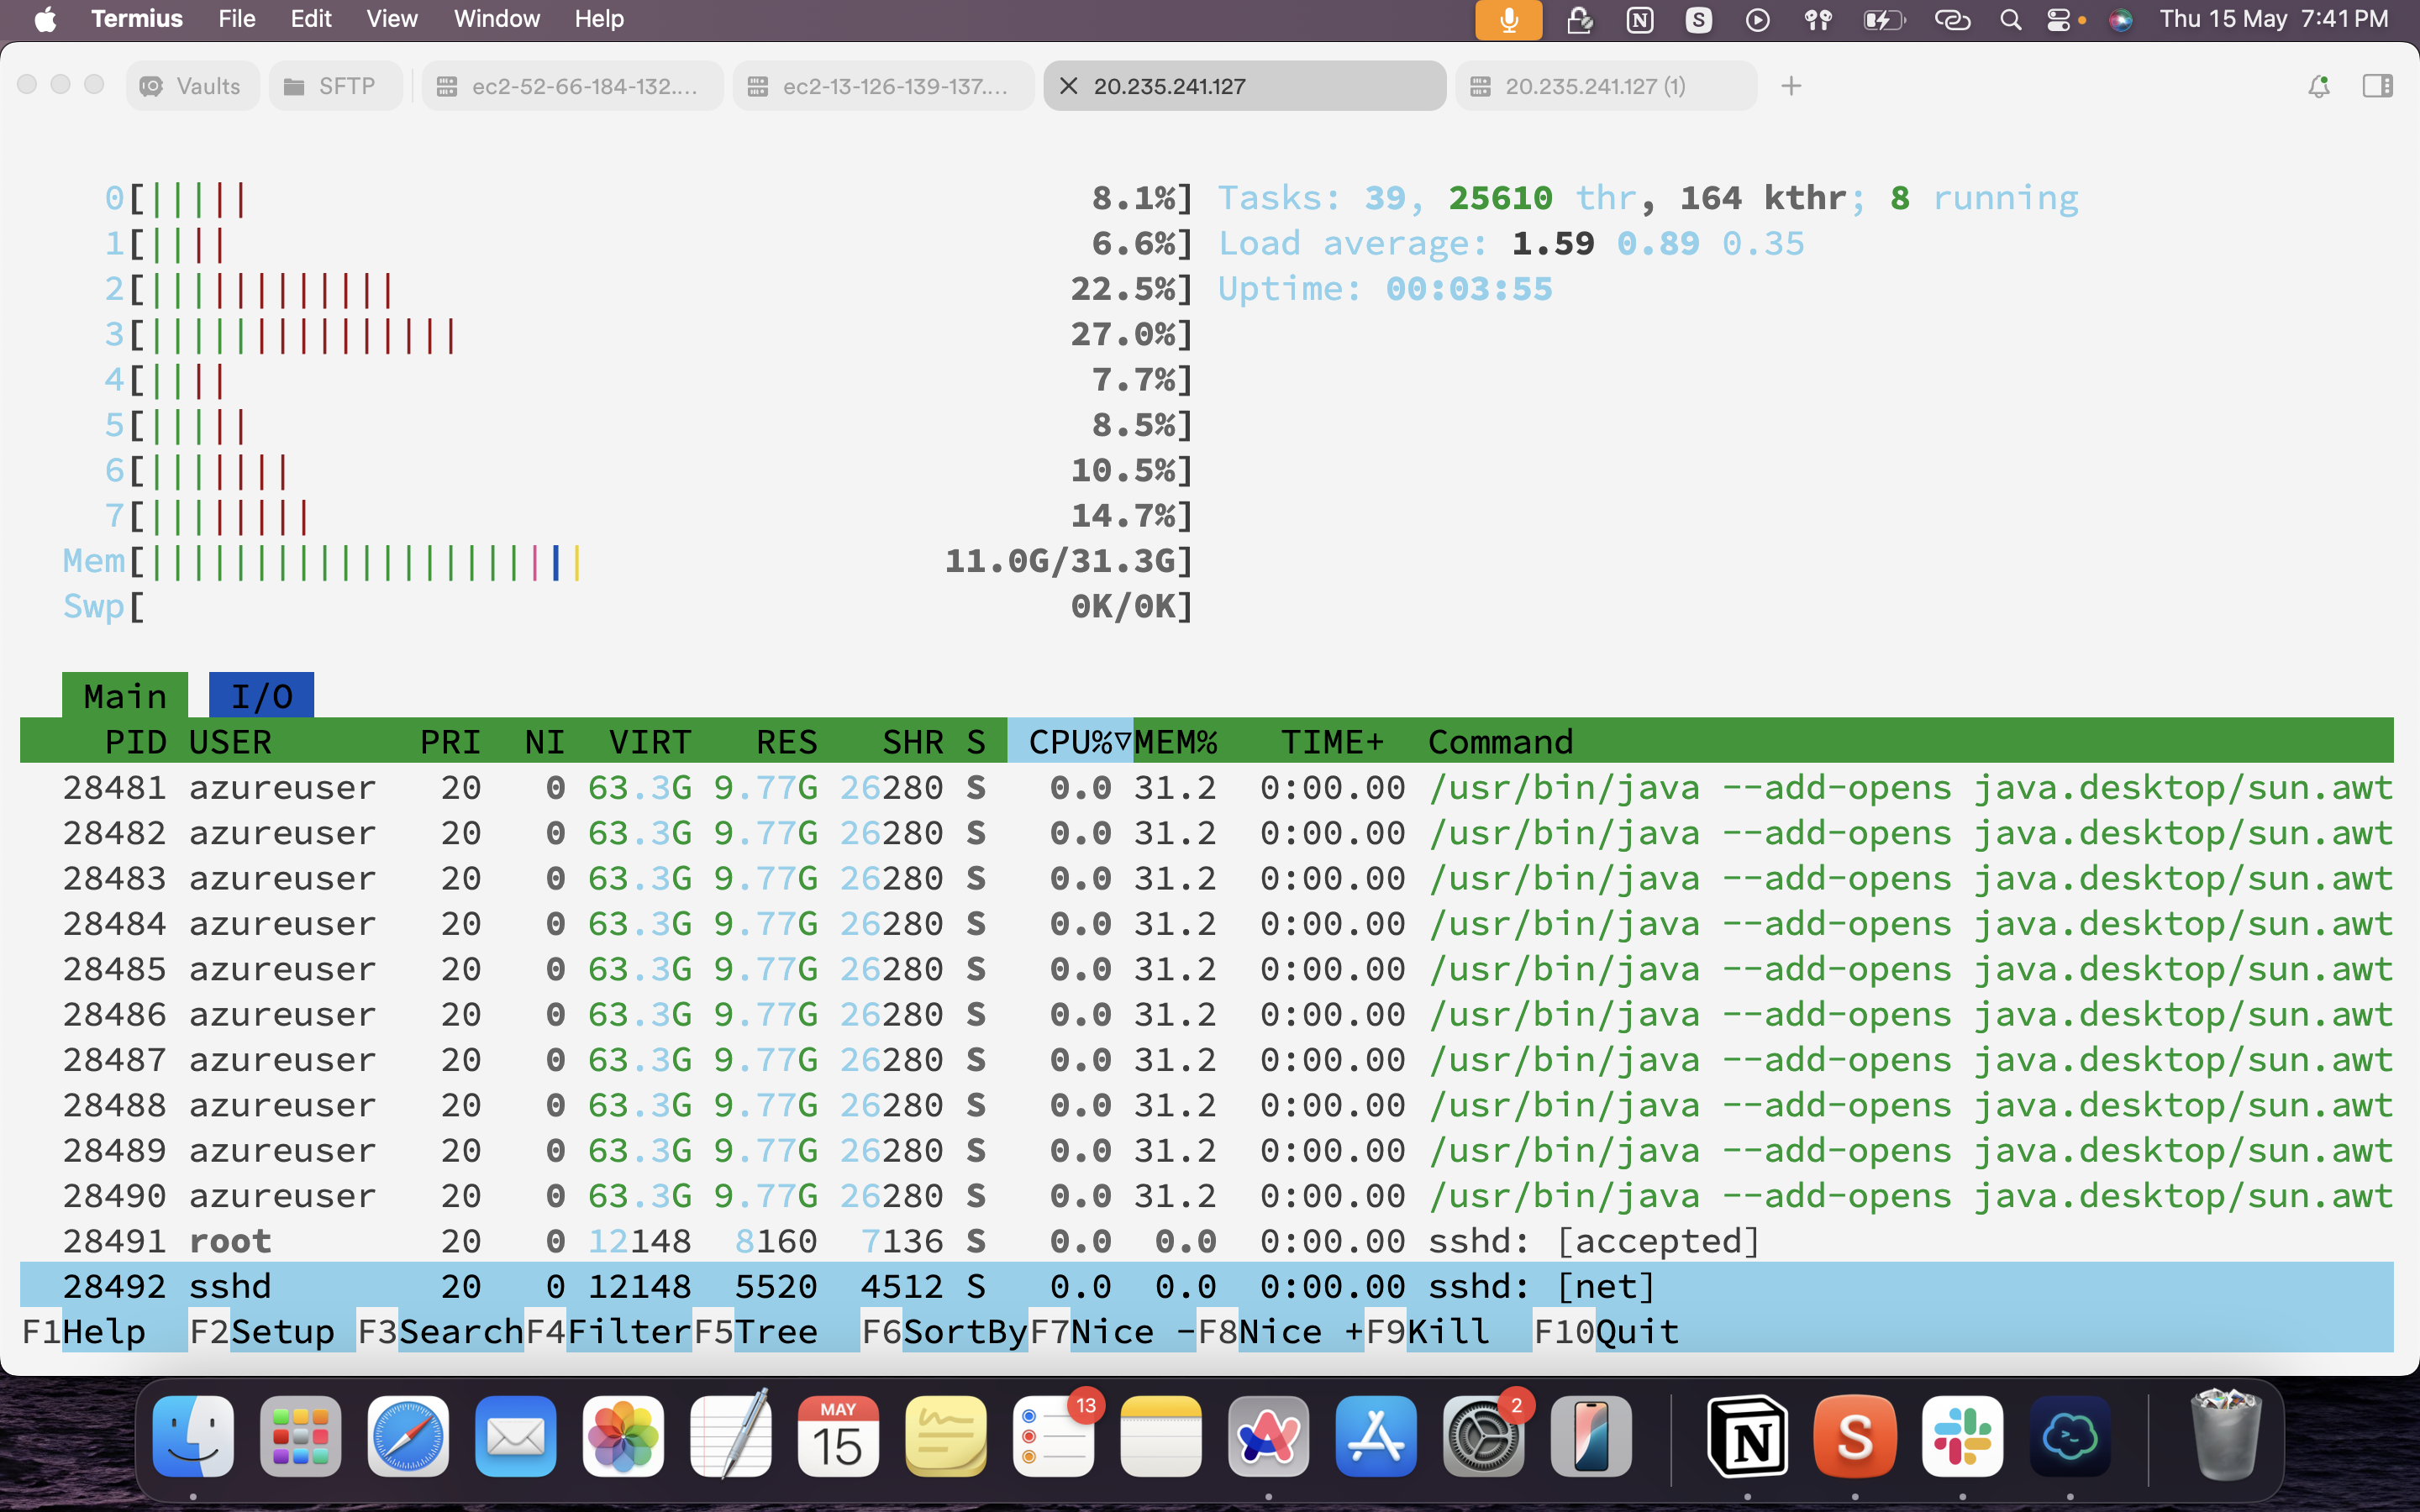 Termius File Edit View Window Help Thu 15 May 7:41 PM
Vaults SFTP ec2-52-66-184-132.... ec2-13-126-139-137.... 20.235.241.127 20.235.241.127 (1)
0[||||| 8.1%] Tasks: 39, 25610 thr, 164 kthr; 8 running
1[|||| 6.6%] Load average: 1.59 0.89 0.35
2[|||||||||||| 22.5%] Uptime: 00:03:55
3[||||||||||||||| 27.0%]
4[|||| 7.7%]
5[||||| 8.5%]
6[||||||| 10.5%]
7[|||||||| 14.7%]
Mem[||||||||||||||||||||| 11.0G/31.3G]
Swp[ 0K/0K]
Main I/O
PID USER PRI NI VIRT RES SHR S CPU%▽MEM% TIME+ Command
28481 azureuser 20 0 63.3G 9.77G 26280 S 0.0 31.2 0:00.00 /usr/bin/java --add-opens java.desktop/sun.awt
28482 azureuser 20 0 63.3G 9.77G 26280 S 0.0 31.2 0:00.00 /usr/bin/java --add-opens java.desktop/sun.awt
28483 azureuser 20 0 63.3G 9.77G 26280 S 0.0 31.2 0:00.00 /usr/bin/java --add-opens java.desktop/sun.awt
28484 azureuser 20 0 63.3G 9.77G 26280 S 0.0 31.2 0:00.00 /usr/bin/java --add-opens java.desktop/sun.awt
28485 azureuser 20 0 63.3G 9.77G 26280 S 0.0 31.2 0:00.00 /usr/bin/java --add-opens java.desktop/sun.awt
28486 azureuser 20 0 63.3G 9.77G 26280 S 0.0 31.2 0:00.00 /usr/bin/java --add-opens java.desktop/sun.awt
28487 azureuser 20 0 63.3G 9.77G 26280 S 0.0 31.2 0:00.00 /usr/bin/java --add-opens java.desktop/sun.awt
28488 azureuser 20 0 63.3G 9.77G 26280 S 0.0 31.2 0:00.00 /usr/bin/java --add-opens java.desktop/sun.awt
28489 azureuser 20 0 63.3G 9.77G 26280 S 0.0 31.2 0:00.00 /usr/bin/java --add-opens java.desktop/sun.awt
28490 azureuser 20 0 63.3G 9.77G 26280 S 0.0 31.2 0:00.00 /usr/bin/java --add-opens java.desktop/sun.awt
28491 root 20 0 12148 8160 7136 S 0.0 0.0 0:00.00 sshd: [accepted]
28492 sshd 20 0 12148 5520 4512 S 0.0 0.0 0:00.00 sshd: [net]
F1Help F2Setup F3SearchF4FilterF5Tree F6SortByF7Nice -F8Nice +F9Kill F10Quit
MAY 13 2
15